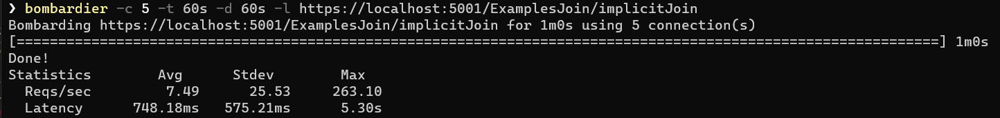 ❯ bombardier -c 5 -t 60s -d 60s -l https://localhost:5001/ExamplesJoin/implicitJoin
Bombarding https://localhost:5001/ExamplesJoin/implicitJoin for 1m0s using 5 connection(s)
[===============================================================================================================] 1m0s
Done!
Statistics        Avg      Stdev        Max
  Reqs/sec         7.49      25.53     263.10
  Latency      748.18ms   575.21ms      5.30s